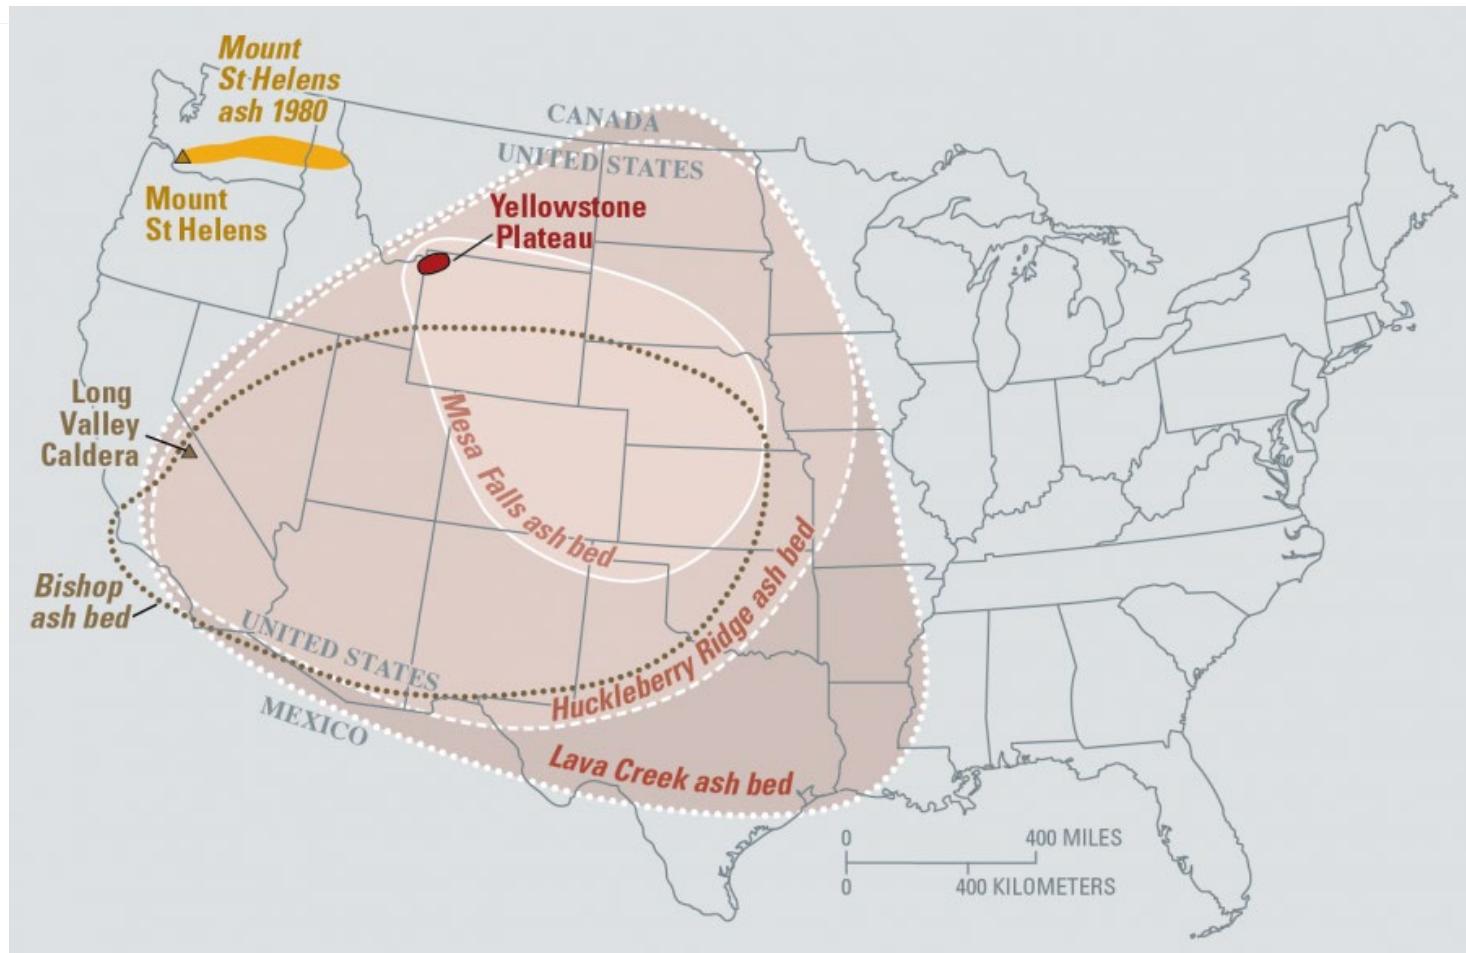 Mount
St Helens
ash 1980
CANADA
UNITED STATES
Mount
St Helens
Yellowstone
Plateau
Long
Valley
Caldera
Mesa Falls ash bed
Bishop
ash bed
UNITED STATES
MEXICO
Huckleberry Ridge ash bed
Lava Creek ash bed
0 400 MILES
0 400 KILOMETERS